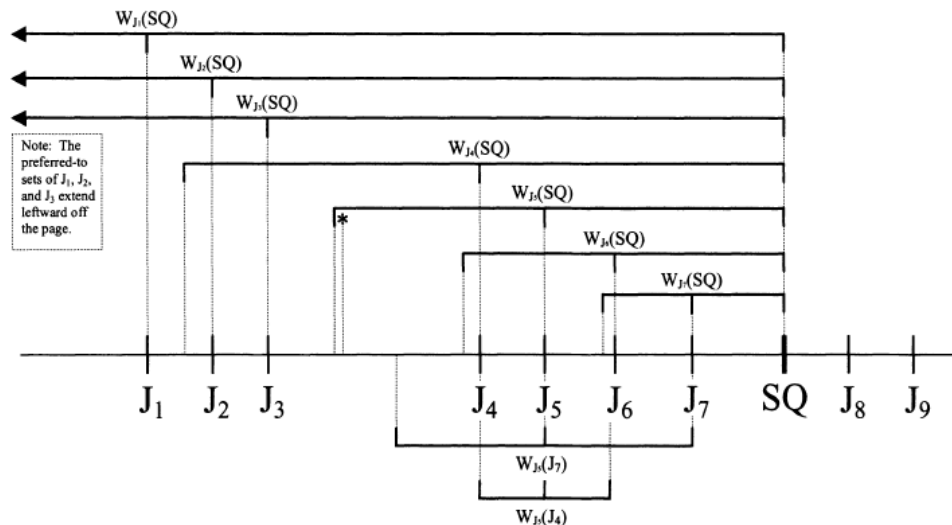 W_J₁(SQ)
W_J₂(SQ)
W_J₃(SQ)
Note: The
preferred-to
sets of J₁, J₂,
and J₃ extend
leftward off
the page.
W_J₄(SQ)
W_J₅(SQ)
*
W_J₆(SQ)
W_J₇(SQ)
J₁ J₂ J₃ J₄ J₅ J₆ J₇ SQ J₈ J₉
W_J₅(J₇)
W_J₅(J₄)